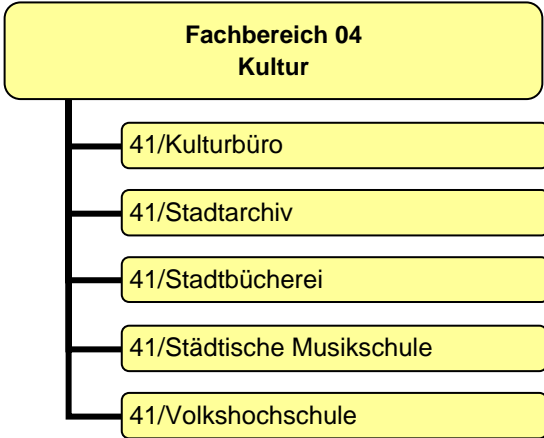 Fachbereich 04
Kultur
41/Kulturbüro
41/Stadtarchiv
41/Stadtbücherei
41/Städtische Musikschule
41/Volkshochschule